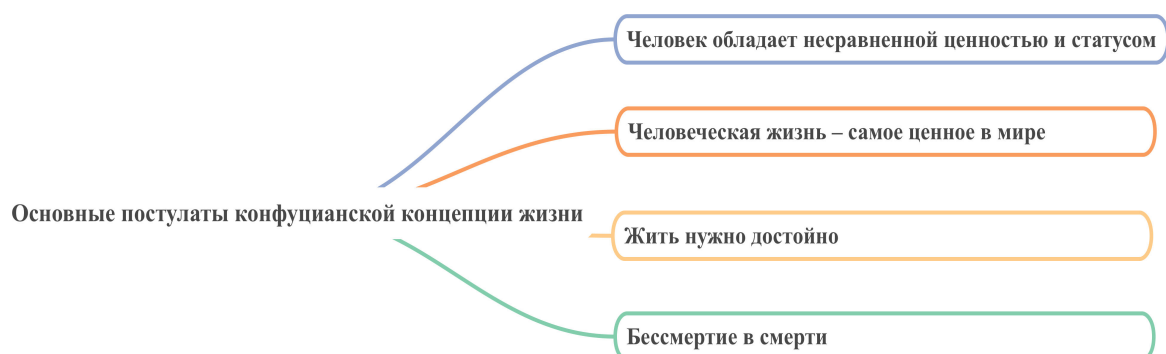 Человек обладает несравненной ценностью и статусом
Человеческая жизнь – самое ценное в мире
Основные постулаты конфуцианской концепции жизни
Жить нужно достойно
Бессмертие в смерти